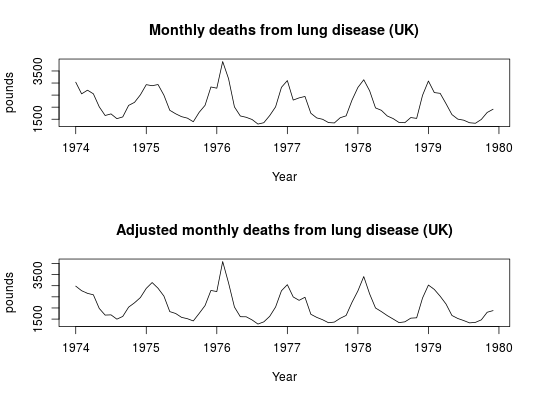 Monthly deaths from lung disease (UK)
pounds
3500
1500
1974 1975 1976 1977 1978 1979 1980
Year
Adjusted monthly deaths from lung disease (UK)
pounds
3500
1500
1974 1975 1976 1977 1978 1979 1980
Year